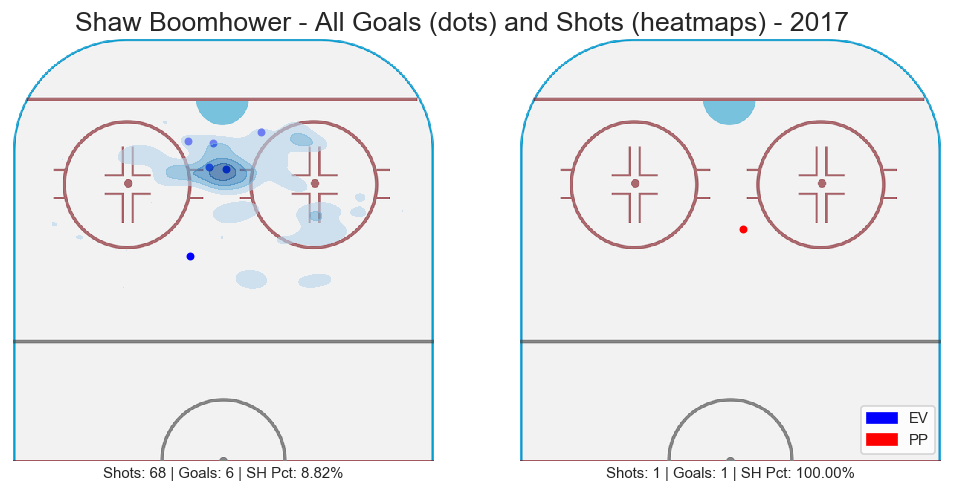 Shaw Boomhower - All Goals (dots) and Shots (heatmaps) - 2017
EV
PP
Shots: 68 | Goals: 6 | SH Pct: 8.82%
Shots: 1 | Goals: 1 | SH Pct: 100.00%